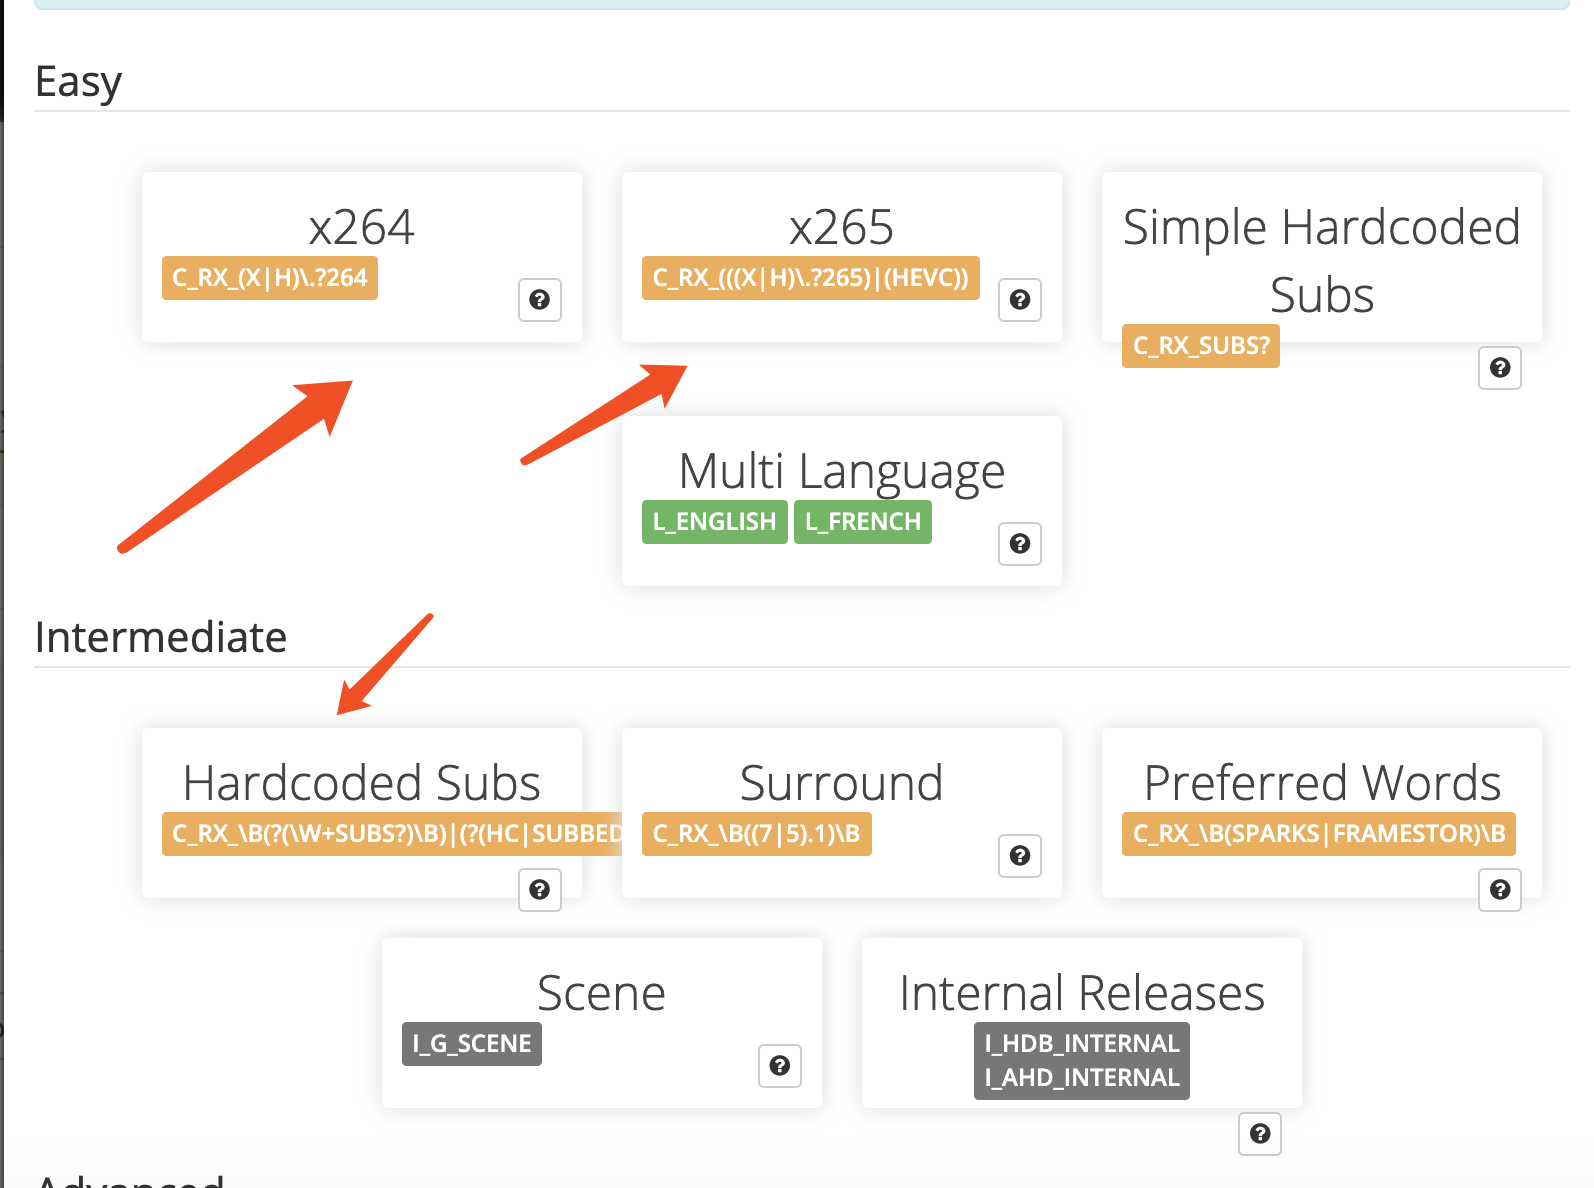 Easy
x264
C_RX_(X|H)\.?264
x265
C_RX_(((X|H)\.?265)|(HEVC))
Simple Hardcoded
Subs
C_RX_SUBS?
Multi Language
L_ENGLISH L_FRENCH
Intermediate
Hardcoded Subs
C_RX_\B(?(\W+SUBS?)\B)|(?(HC|SUBBED
Surround
C_RX_\B((7|5).1)\B
Preferred Words
C_RX_\B(SPARKS|FRAMESTOR)\B
Scene
I_G_SCENE
Internal Releases
I_HDB_INTERNAL
I_AHD_INTERNAL
Advanced